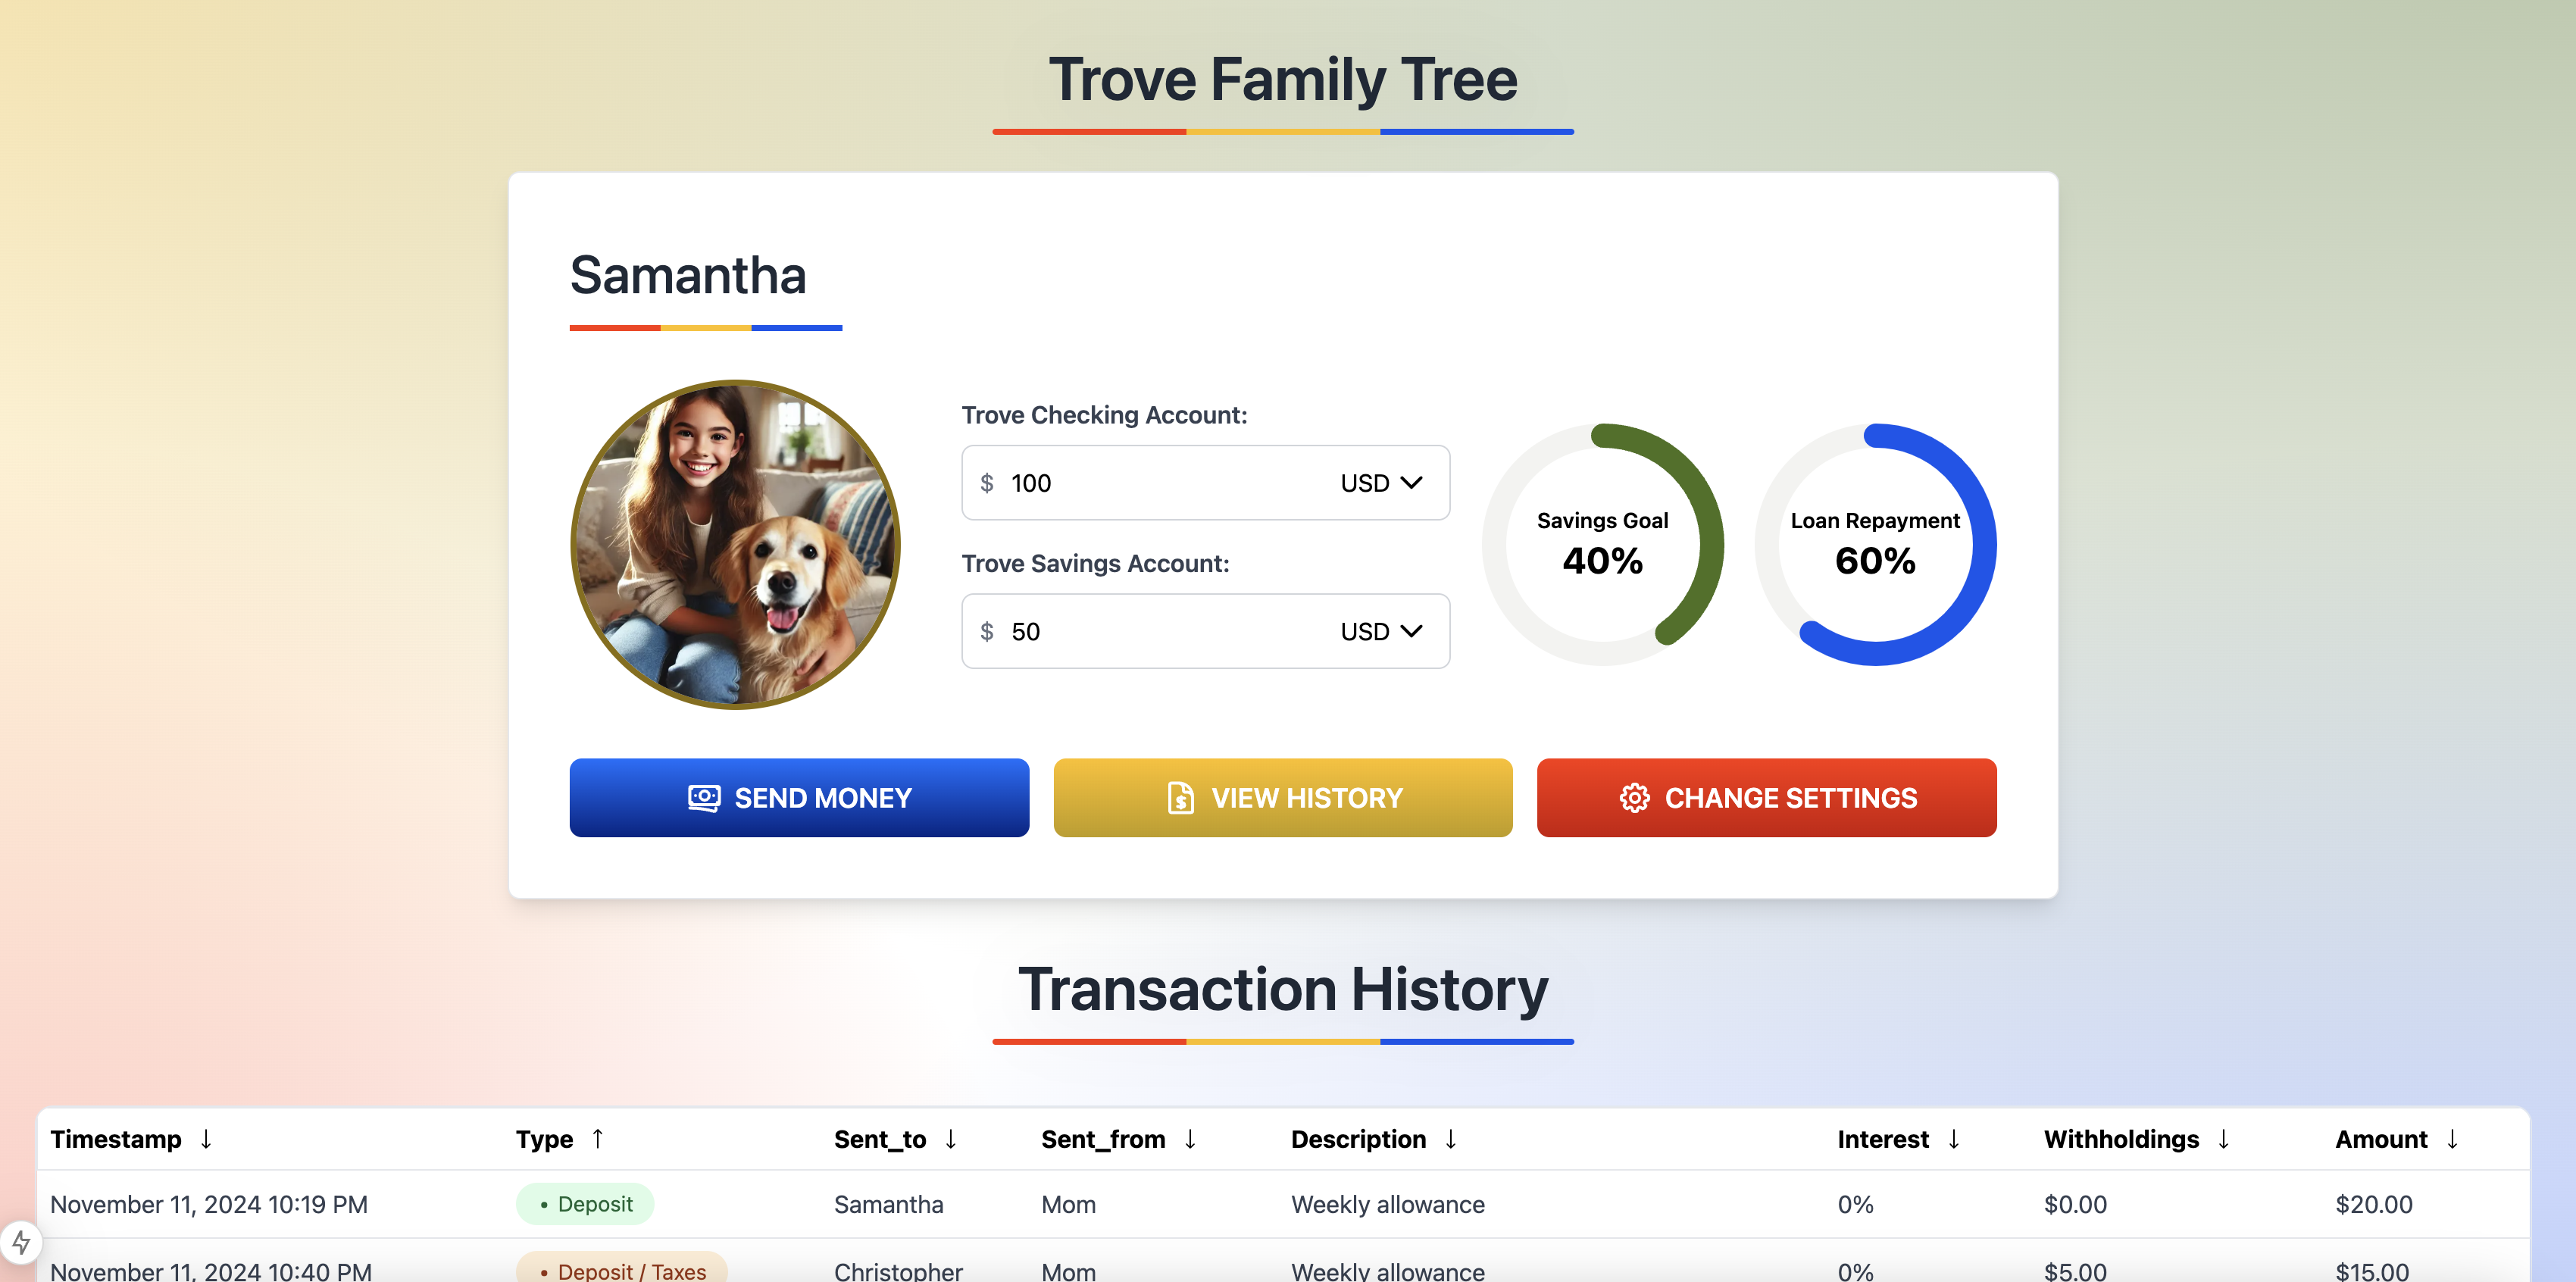 Trove Family Tree
Samantha
Trove Checking Account:
$ 100 USD
Trove Savings Account:
$ 50 USD
Savings Goal
40%
Loan Repayment
60%
SEND MONEY
VIEW HISTORY
CHANGE SETTINGS
Transaction History
Timestamp ↓ Type ↑ Sent_to ↓ Sent_from ↓ Description ↓ Interest ↓ Withholdings ↓ Amount ↓
November 11, 2024 10:19 PM • Deposit Samantha Mom Weekly allowance 0% $0.00 $20.00
November 11, 2024 10:40 PM • Deposit / Taxes Christopher Mom Weekly allowance 0% $5.00 $15.00